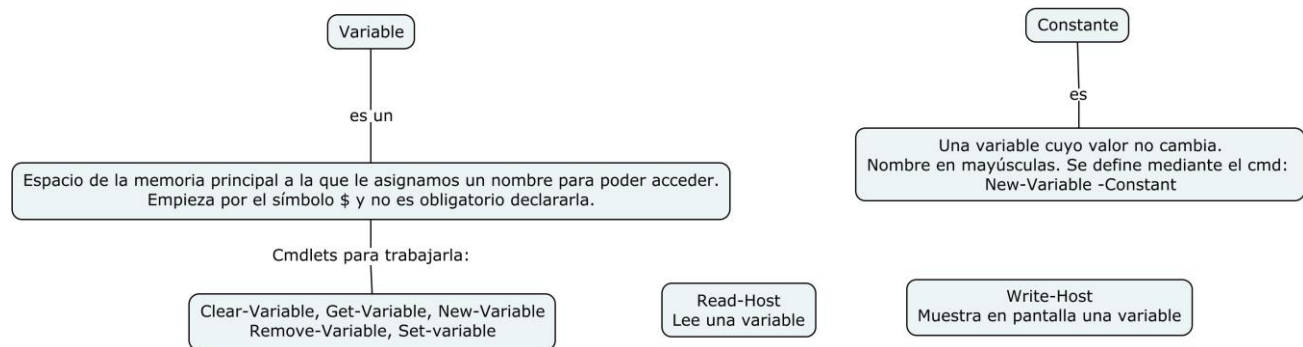 Variable
es un
Espacio de la memoria principal a la que le asignamos un nombre para poder acceder.
Empieza por el símbolo $ y no es obligatorio declararla.
Cmdlets para trabajarla:
Clear-Variable, Get-Variable, New-Variable
Remove-Variable, Set-variable
Constante
es
Una variable cuyo valor no cambia.
Nombre en mayúsculas. Se define mediante el cmd:
New-Variable -Constant
Read-Host
Lee una variable
Write-Host
Muestra en pantalla una variable